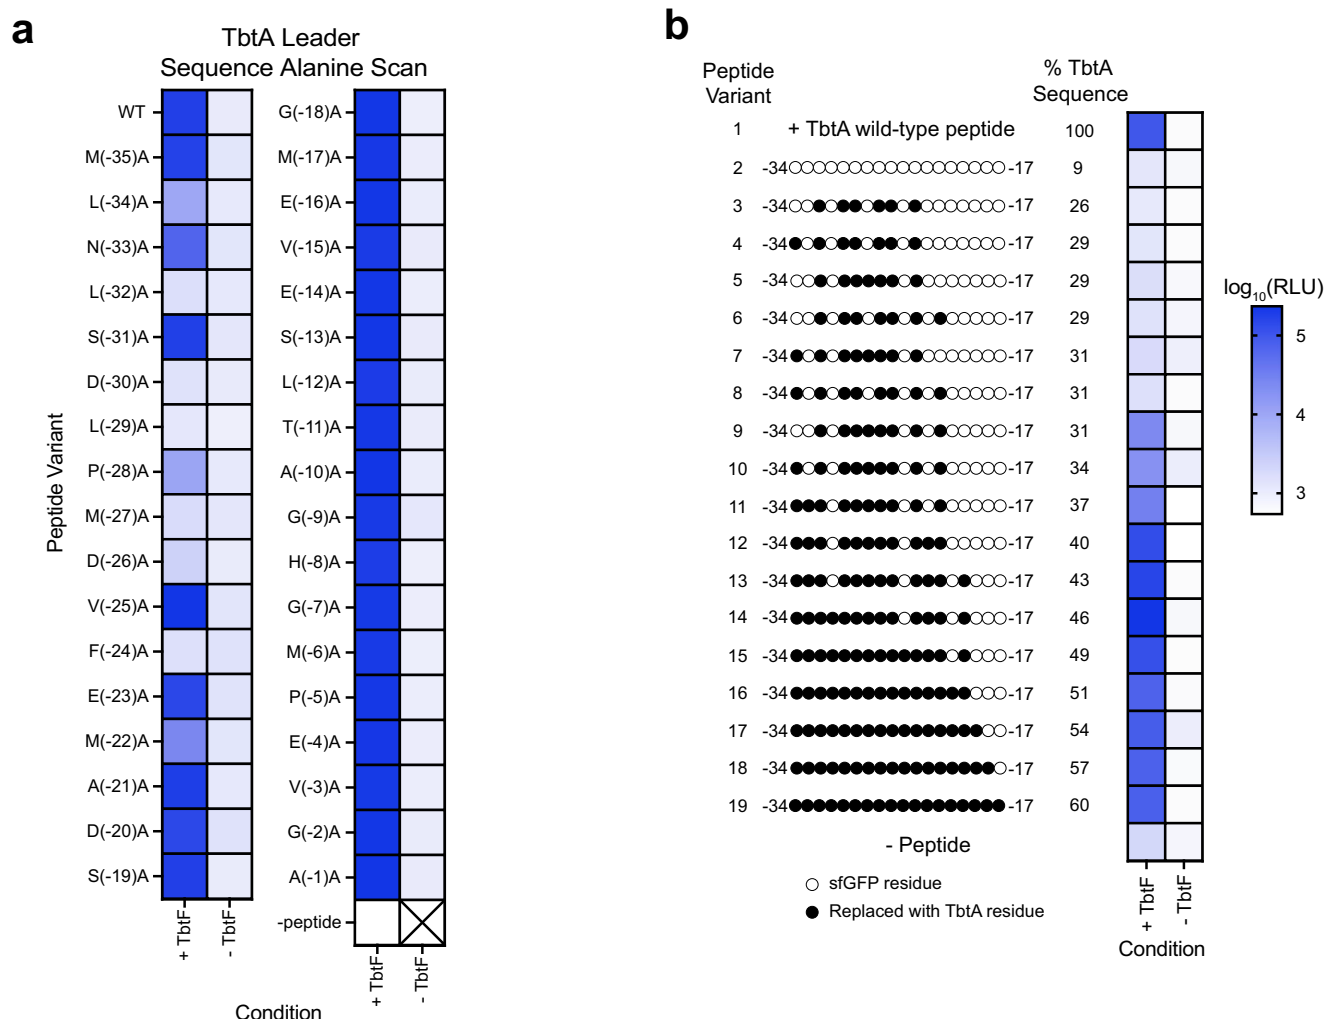 a
TbtA Leader
Sequence Alanine Scan
Peptide Variant
WT
M(-35)A
L(-34)A
N(-33)A
L(-32)A
S(-31)A
D(-30)A
L(-29)A
P(-28)A
M(-27)A
D(-26)A
V(-25)A
F(-24)A
E(-23)A
M(-22)A
A(-21)A
D(-20)A
S(-19)A
+ TbtF
- TbtF
G(-18)A
M(-17)A
E(-16)A
V(-15)A
E(-14)A
S(-13)A
L(-12)A
T(-11)A
A(-10)A
G(-9)A
H(-8)A
G(-7)A
M(-6)A
P(-5)A
E(-4)A
V(-3)A
G(-2)A
A(-1)A
-peptide
+ TbtF
- TbtF
Condition
b
Peptide
Variant
% TbtA
Sequence
1 + TbtA wild-type peptide 100
2 -34 -17 9
3 -34 -17 26
4 -34 -17 29
5 -34 -17 29
6 -34 -17 29
7 -34 -17 31
8 -34 -17 31
9 -34 -17 31
10 -34 -17 34
11 -34 -17 37
12 -34 -17 40
13 -34 -17 43
14 -34 -17 46
15 -34 -17 49
16 -34 -17 51
17 -34 -17 54
18 -34 -17 57
19 -34 -17 60
- Peptide
sfGFP residue
Replaced with TbtA residue
+ TbtF
- TbtF
Condition
log₁₀(RLU)
5
4
3